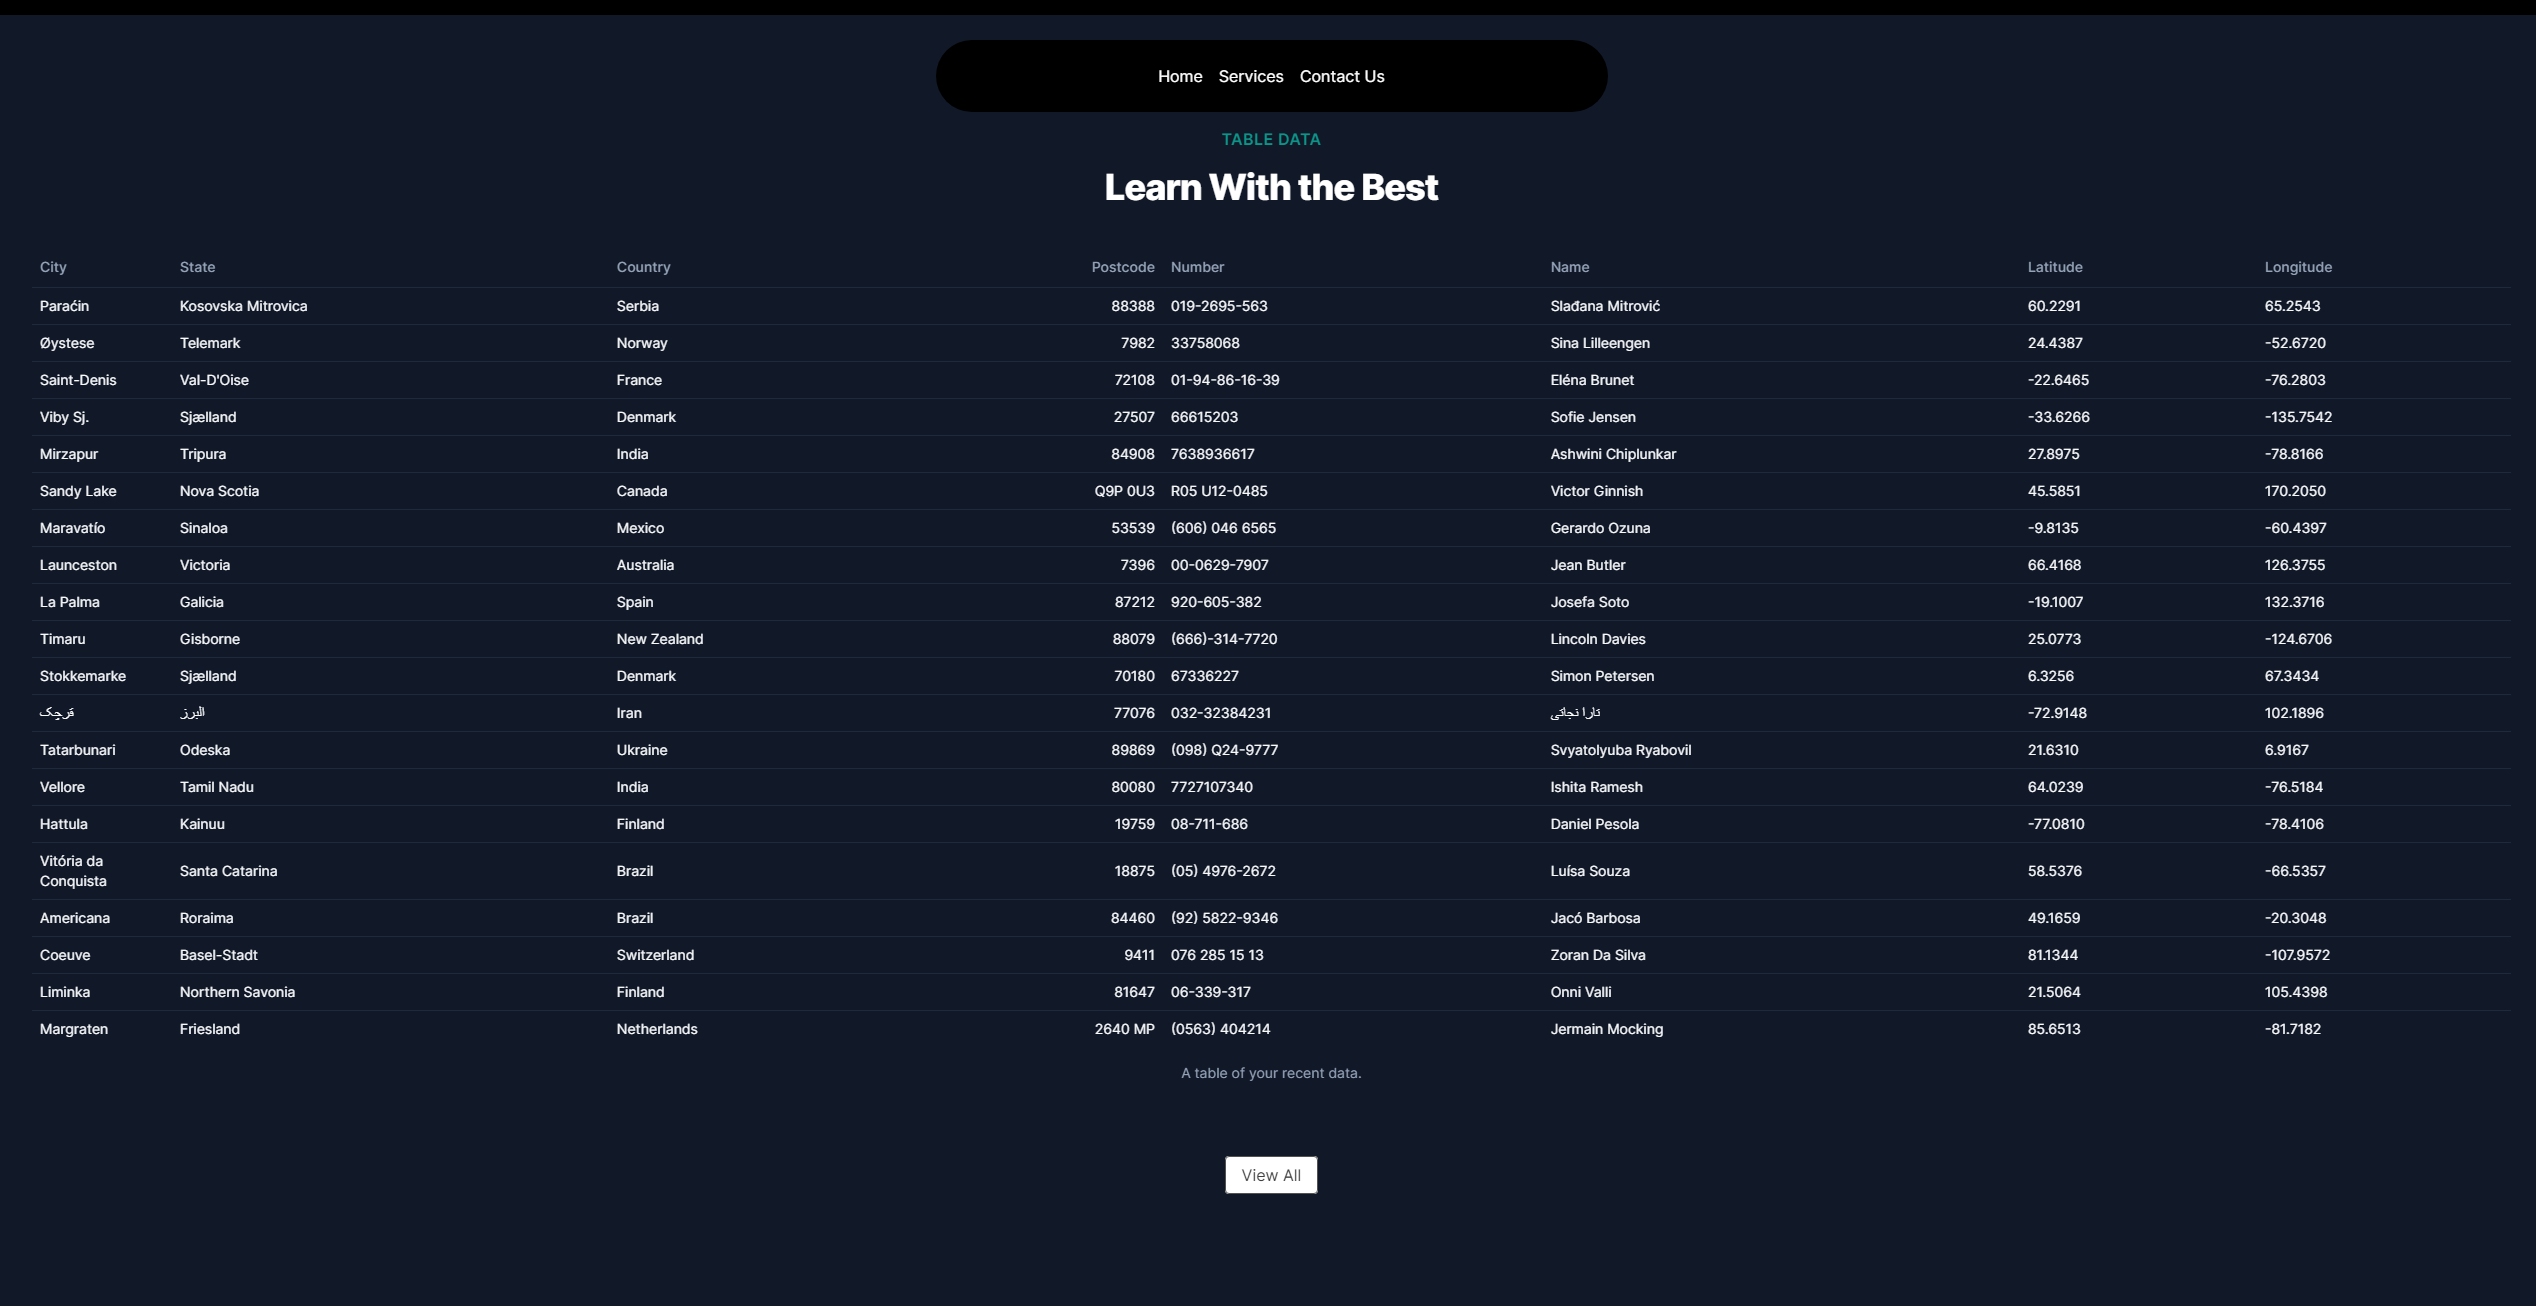 Home Services Contact Us
TABLE DATA
Learn With the Best
City State Country Postcode Number Name Latitude Longitude
Paraćin Kosovska Mitrovica Serbia 88388 019-2695-563 Slađana Mitrović 60.2291 65.2543
Øystese Telemark Norway 7982 33758068 Sina Lilleengen 24.4387 -52.6720
Saint-Denis Val-D'Oise France 72108 01-94-86-16-39 Eléna Brunet -22.6465 -76.2803
Viby Sj. Sjælland Denmark 27507 66615203 Sofie Jensen -33.6266 -135.7542
Mirzapur Tripura India 84908 7638936617 Ashwini Chiplunkar 27.8975 -78.8166
Sandy Lake Nova Scotia Canada Q9P 0U3 R05 U12-0485 Victor Ginnish 45.5851 170.2050
Maravatío Sinaloa Mexico 53539 (606) 046 6565 Gerardo Ozuna -9.8135 -60.4397
Launceston Victoria Australia 7396 00-0629-7907 Jean Butler 66.4168 126.3755
La Palma Galicia Spain 87212 920-605-382 Josefa Soto -19.1007 132.3716
Timaru Gisborne New Zealand 88079 (666)-314-7720 Lincoln Davies 25.0773 -124.6706
Stokkemarke Sjælland Denmark 70180 67336227 Simon Petersen 6.3256 67.3434
قرچک البرز Iran 77076 032-32384231 تارا نجاتی -72.9148 102.1896
Tatarbunari Odeska Ukraine 89869 (098) Q24-9777 Svyatolyuba Ryabovil 21.6310 6.9167
Vellore Tamil Nadu India 80080 7727107340 Ishita Ramesh 64.0239 -76.5184
Hattula Kainuu Finland 19759 08-711-686 Daniel Pesola -77.0810 -78.4106
Vitória da
Conquista Santa Catarina Brazil 18875 (05) 4976-2672 Luísa Souza 58.5376 -66.5357
Americana Roraima Brazil 84460 (92) 5822-9346 Jacó Barbosa 49.1659 -20.3048
Coeuve Basel-Stadt Switzerland 9411 076 285 15 13 Zoran Da Silva 81.1344 -107.9572
Liminka Northern Savonia Finland 81647 06-339-317 Onni Valli 21.5064 105.4398
Margraten Friesland Netherlands 2640 MP (0563) 404214 Jermain Mocking 85.6513 -81.7182
A table of your recent data.
View All